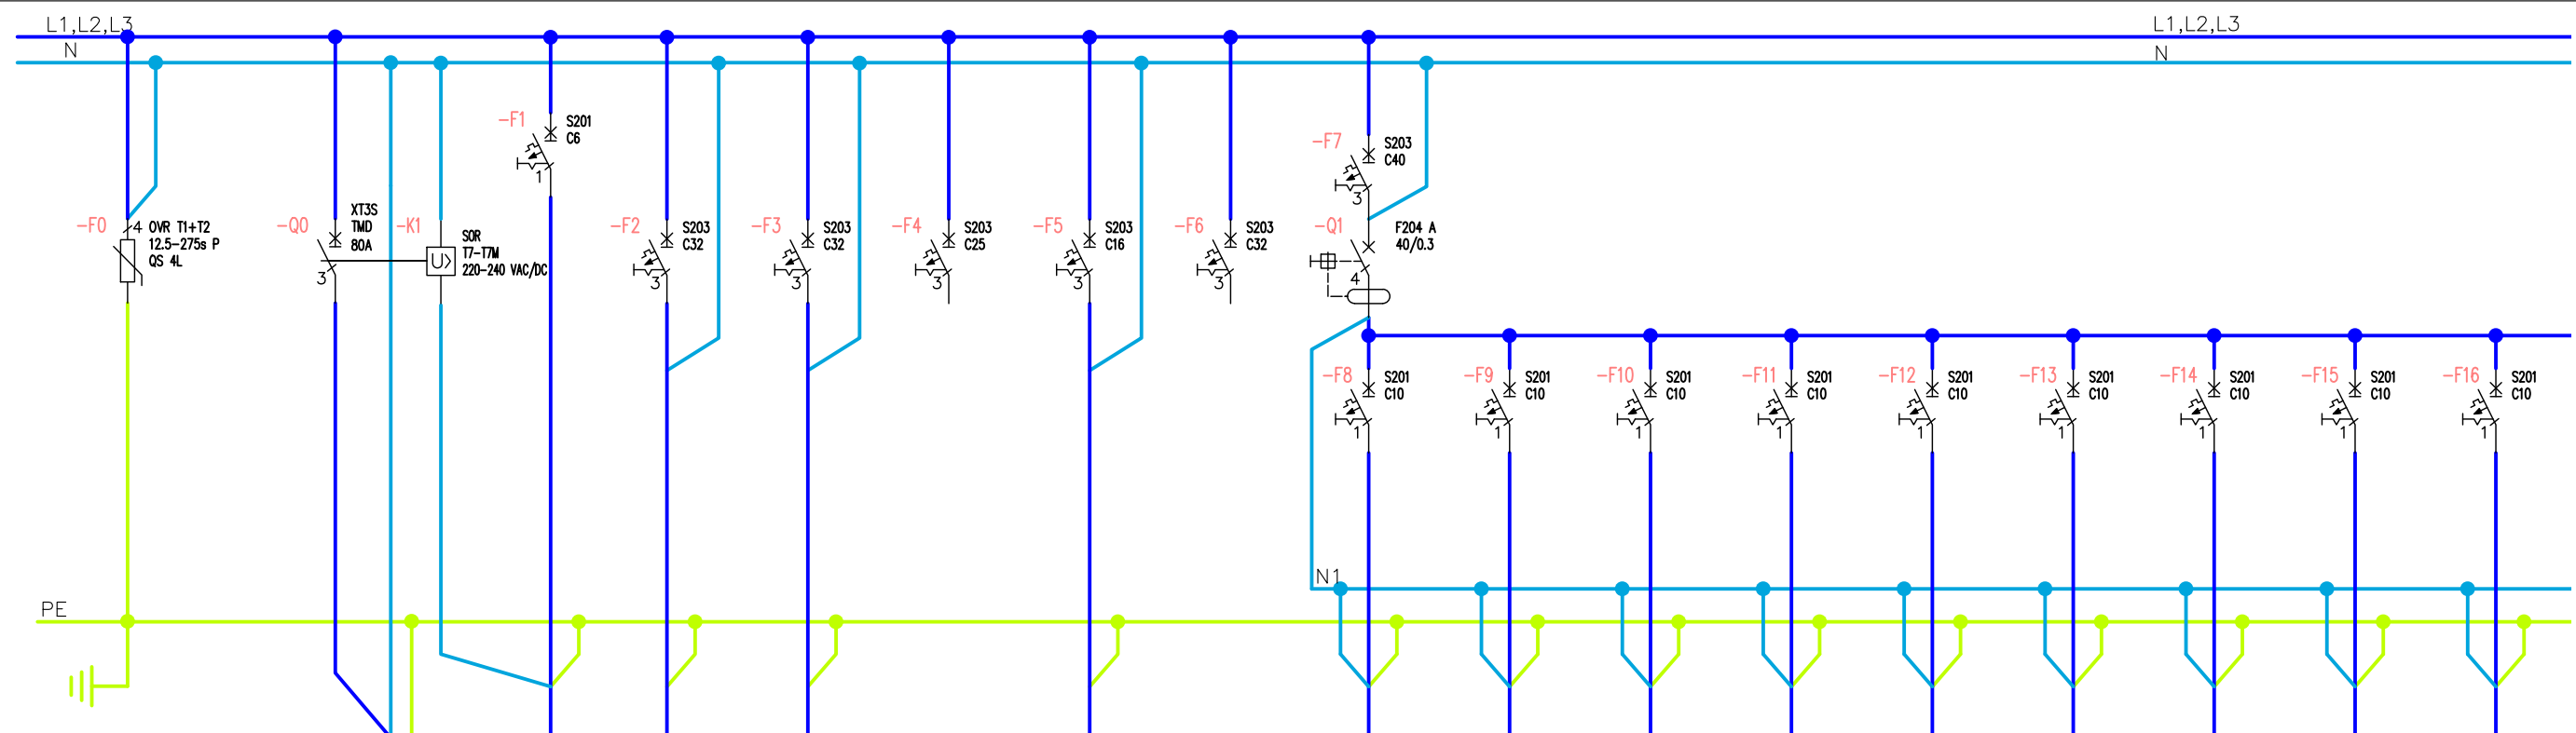 L1,L2,L3
L1,L2,L3
N
N
-F1
S201
C6
-F7
S203
C40
1
3
-F0
4
OVR T1+T2
12.5-275s P
QS 4L
-Q0
XT3S
TMD
80A
3
-K1
U>
SOR
T7-T7M
220-240 VAC/DC
-F2
S203
C32
3
-F3
S203
C32
3
-F4
S203
C25
3
-F5
S203
C16
3
-F6
S203
C32
3
-Q1
F204 A
40/0.3
4
-F8
S201
C10
1
-F9
S201
C10
1
-F10
S201
C10
1
-F11
S201
C10
1
-F12
S201
C10
1
-F13
S201
C10
1
-F14
S201
C10
1
-F15
S201
C10
1
-F16
S201
C10
1
N1
PE